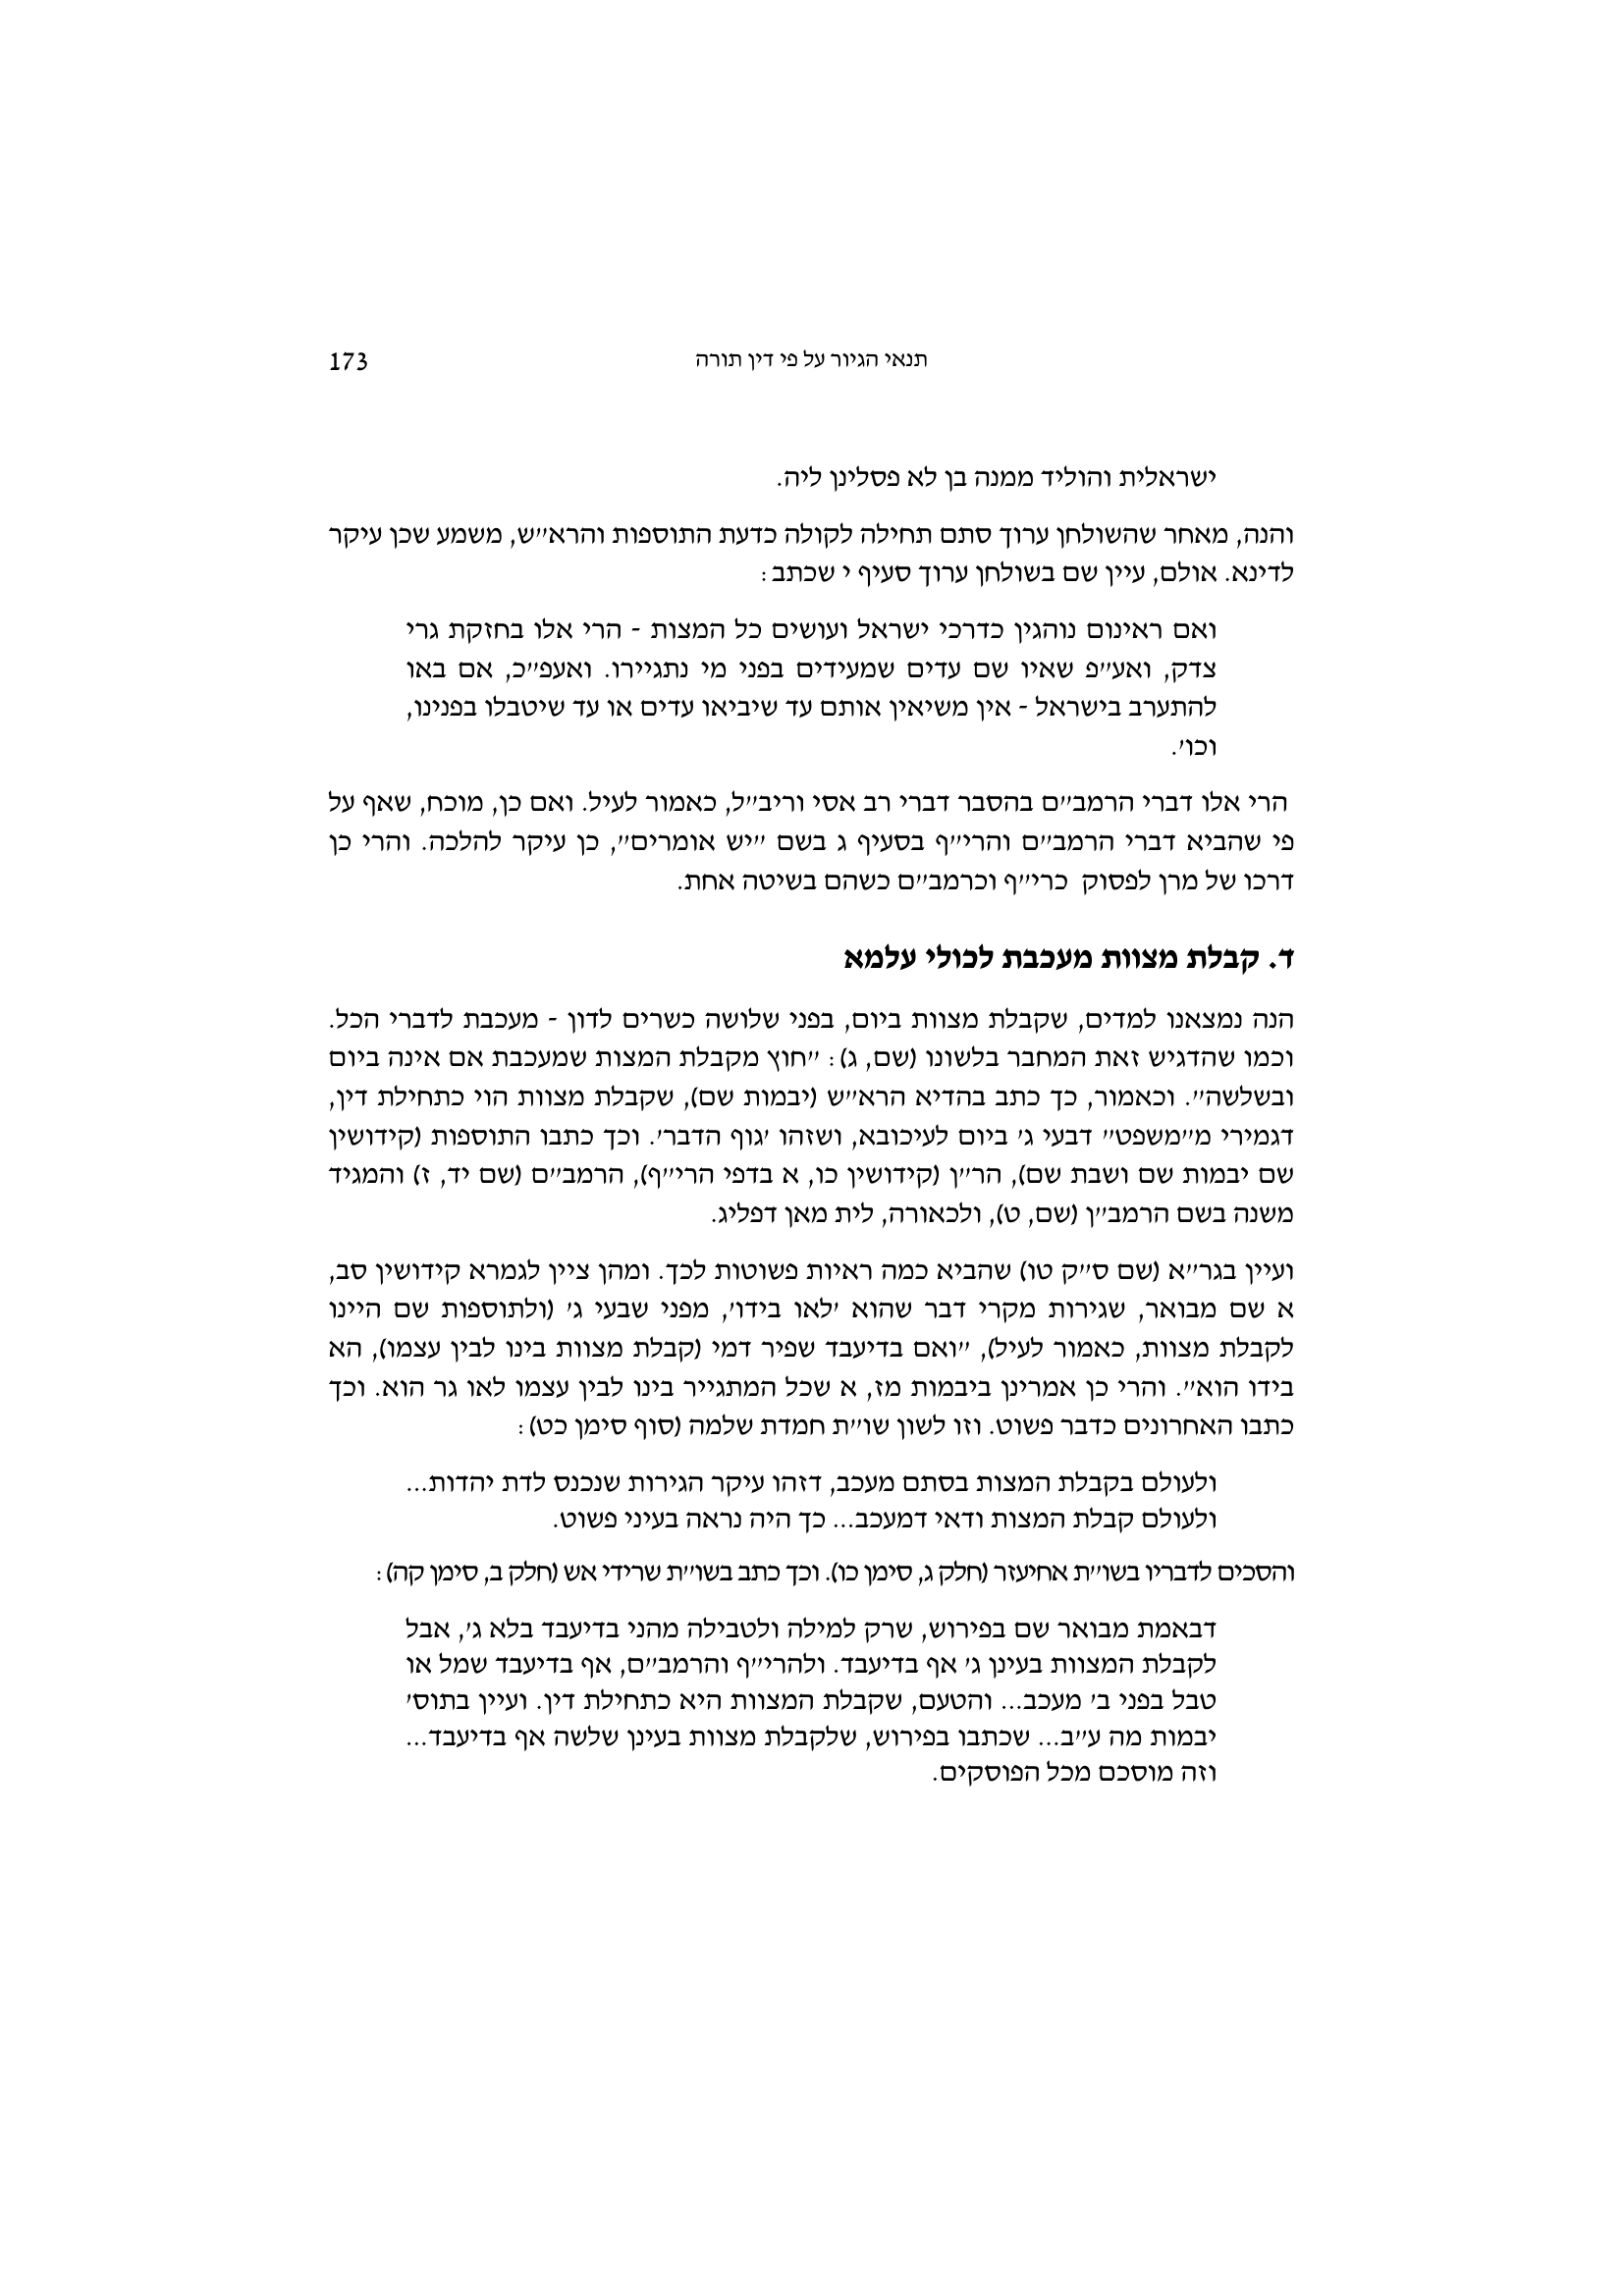 תנאי הגיור על פי דין תורה 173
ישראלית והוליד ממנה בן לא פסלינן ליה.
והנה, מאחר שהשולחן ערוך סתם תחילה לקולה כדעת התוספות והרא״ש, משמע שכן עיקר
לדינא. אולם, עיין שם בשולחן ערוך סעיף י שכתב:
ואם ראינום נוהגין כדרכי ישראל ועושים כל המצות - הרי אלו בחזקת גרי
צדק, ואע״פ שאיו שם עדים שמעידים בפני מי נתגיירו. ואעפ״כ, אם באו
להתערב בישראל - אין משיאין אותם עד שיביאו עדים או עד שיטבלו בפנינו,
וכו׳.
הרי אלו דברי הרמב״ם בהסבר דברי רב אסי וריב״ל, כאמור לעיל. ואם כן, מוכח, שאף על
פי שהביא דברי הרמב״ם והרי״ף בסעיף ג בשם ״יש אומרים״, כן עיקר להלכה. והרי כן
דרכו של מרן לפסוק כרי״ף וכרמב״ם כשהם בשיטה אחת.
ד. קבלת מצוות מעכבת לכולי עלמא
הנה נמצאנו למדים, שקבלת מצוות ביום, בפני שלושה כשרים לדון - מעכבת לדברי הכל.
וכמו שהדגיש זאת המחבר בלשונו (שם, ג): ״חוץ מקבלת המצות שמעכבת אם אינה ביום
ובשלשה״. וכאמור, כך כתב בהדיא הרא״ש (יבמות שם), שקבלת מצוות הוי כתחילת דין,
דגמירי מ״משפט״ דבעי ג׳ ביום לעיכובא, ושזהו ׳גוף הדבר׳. וכך כתבו התוספות (קידושין
שם יבמות שם ושבת שם), הר״ן (קידושין כו, א בדפי הרי״ף), הרמב״ם (שם יד, ז) והמגיד
משנה בשם הרמב״ן (שם, ט), ולכאורה, לית מאן דפליג.
ועיין בגר״א (שם ס״ק טו) שהביא כמה ראיות פשוטות לכך. ומהן ציין לגמרא קידושין סב,
א שם מבואר, שגירות מקרי דבר שהוא ׳לאו בידו׳, מפני שבעי ג׳ (ולתוספות שם היינו
לקבלת מצוות, כאמור לעיל), ״ואם בדיעבד שפיר דמי (קבלת מצוות בינו לבין עצמו), הא
בידו הוא״. והרי כן אמרינן ביבמות מז, א שכל המתגייר בינו לבין עצמו לאו גר הוא. וכך
כתבו האחרונים כדבר פשוט. וזו לשון שו״ת חמדת שלמה (סוף סימן כט):
ולעולם בקבלת המצות בסתם מעכב, דזהו עיקר הגירות שנכנס לדת יהדות...
ולעולם קבלת המצות ודאי דמעכב... כך היה נראה בעיני פשוט.
והסכים לדבריו בשו״ת אחיעזר (חלק ג, סימן כו). וכך כתב בשו״ת שרידי אש (חלק ב, סימן קה):
דבאמת מבואר שם בפירוש, שרק למילה ולטבילה מהני בדיעבד בלא ג׳, אבל
לקבלת המצוות בעינן ג׳ אף בדיעבד. ולהרי״ף והרמב״ם, אף בדיעבד שמל או
טבל בפני ב׳ מעכב... והטעם, שקבלת המצוות היא כתחילת דין. ועיין בתוס׳
יבמות מה ע״ב... שכתבו בפירוש, שלקבלת מצוות בעינן שלשה אף בדיעבד...
וזה מוסכם מכל הפוסקים.